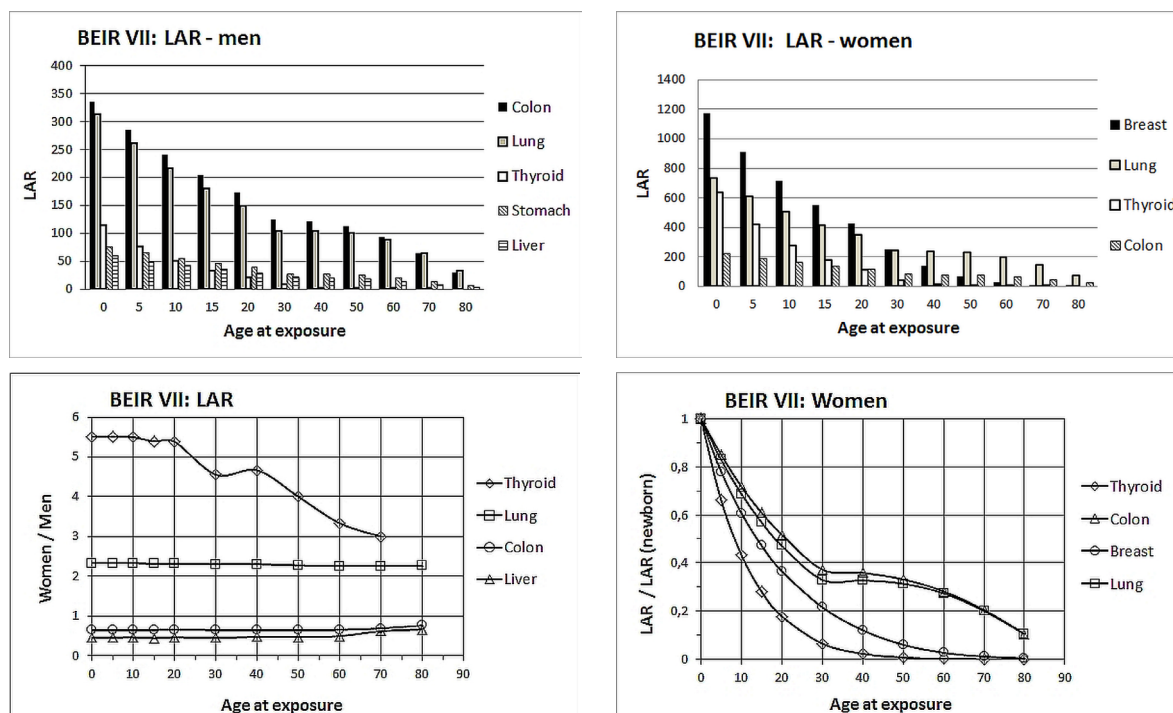 BEIR VII: LAR - men
400
350
300
250
200
150
100
50
0
LAR
0 5 10 15 20 30 40 50 60 70 80
Age at exposure
Colon
Lung
Thyroid
Stomach
Liver
BEIR VII: LAR - women
1400
1200
1000
800
600
400
200
0
LAR
0 5 10 15 20 30 40 50 60 70 80
Age at exposure
Breast
Lung
Thyroid
Colon
BEIR VII: LAR
6
5
4
3
2
1
0
Women / Men
0 10 20 30 40 50 60 70 80 90
Age at exposure
Thyroid
Lung
Colon
Liver
BEIR VII: Women
1
0,8
0,6
0,4
0,2
0
LAR / LAR (newborn)
0 10 20 30 40 50 60 70 80 90
Age at exposure
Thyroid
Colon
Breast
Lung